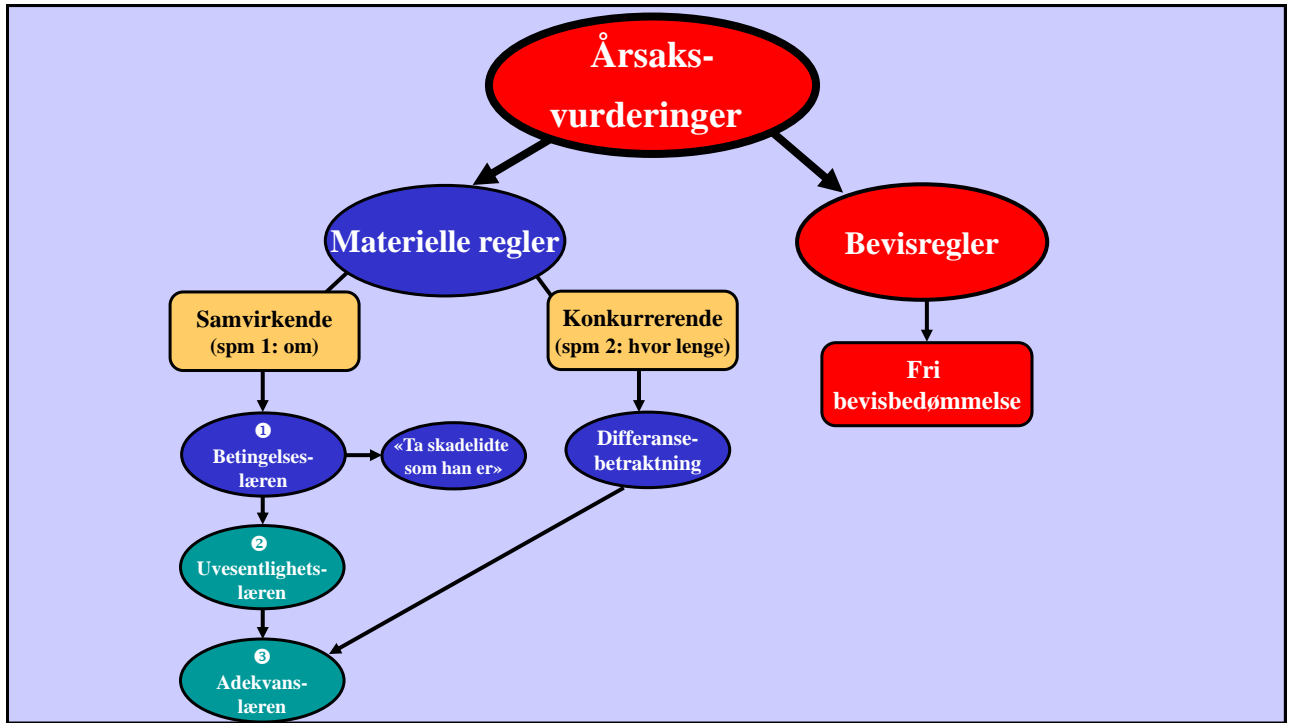 Årsaks-
vurderinger
Materielle regler
Bevisregler
Samvirkende
(spm 1: om)
Konkurrerende
(spm 2: hvor lenge)
Fri
bevisbedømmelse
❶
Betingelses-
læren
«Ta skadelidte
som han er»
Differanse-
betraktning
❷
Uvesentlighets-
læren
❸
Adekvans-
læren